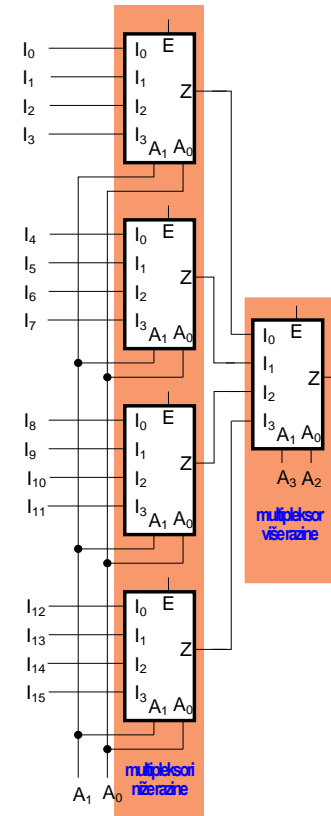 I0 I0 E
I1 I1
I2 I2 Z
I3 I3 A1 A0
I4 I0 E
I5 I1
I6 I2 Z
I7 I3 A1 A0
I8 I0 E
I9 I1
I10 I2 Z
I11 I3 A1 A0
I12 I0 E
I13 I1
I14 I2 Z
I15 I3 A1 A0
A1 A0
multipleksori
niže razine
I0 E
I1 Z
I2
I3 A1 A0
A3 A2
multipleksor
više razine